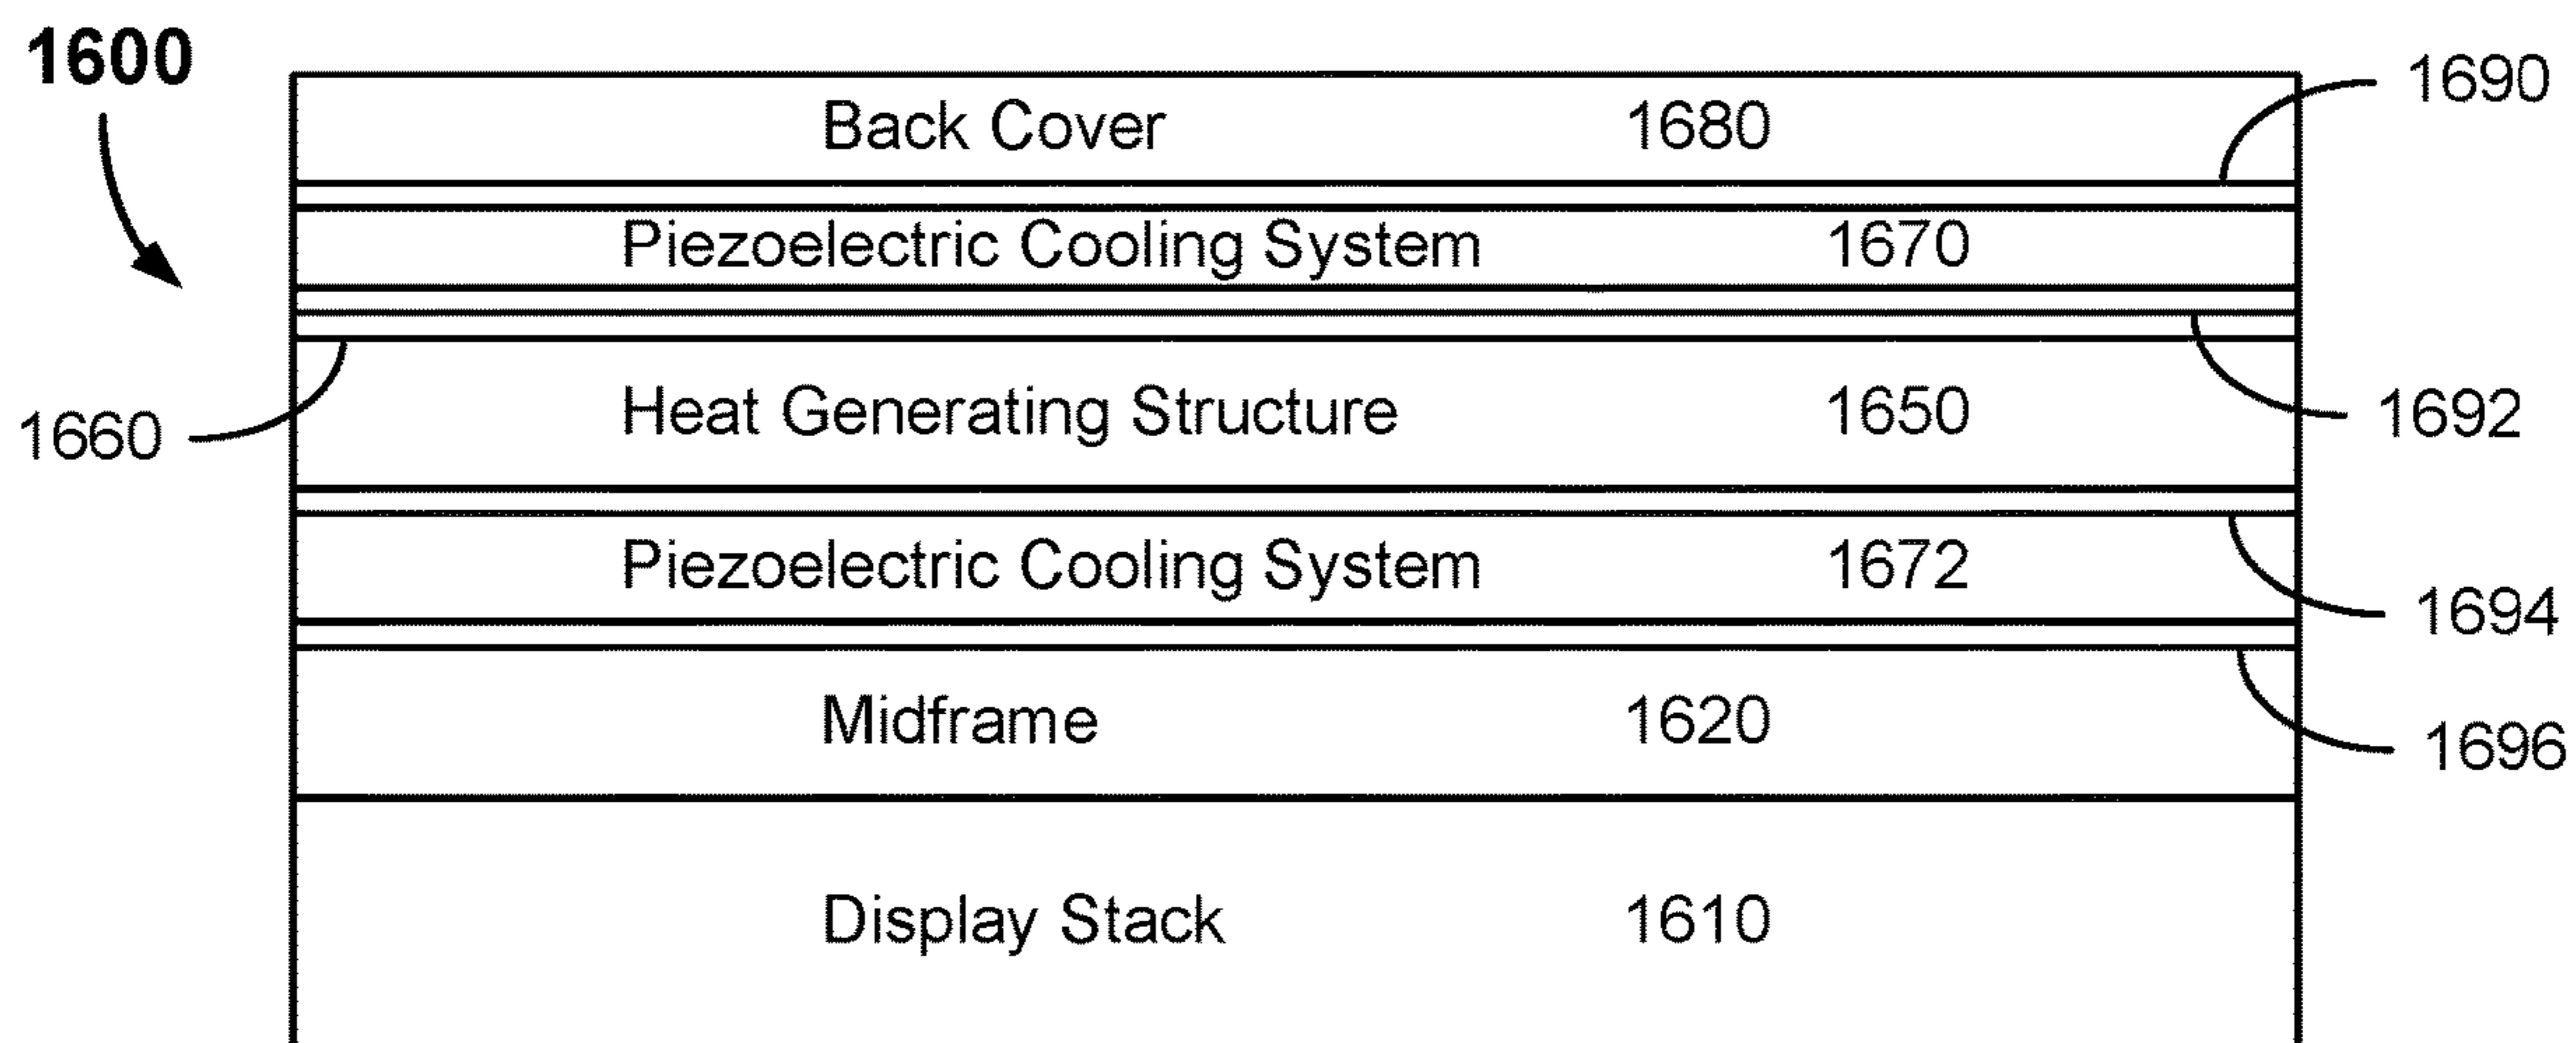 1600
1690
Back Cover 1680
Piezoelectric Cooling System 1670
Heat Generating Structure 1650
1660
1692
Piezoelectric Cooling System 1672
1694
Midframe 1620
1696
Display Stack 1610